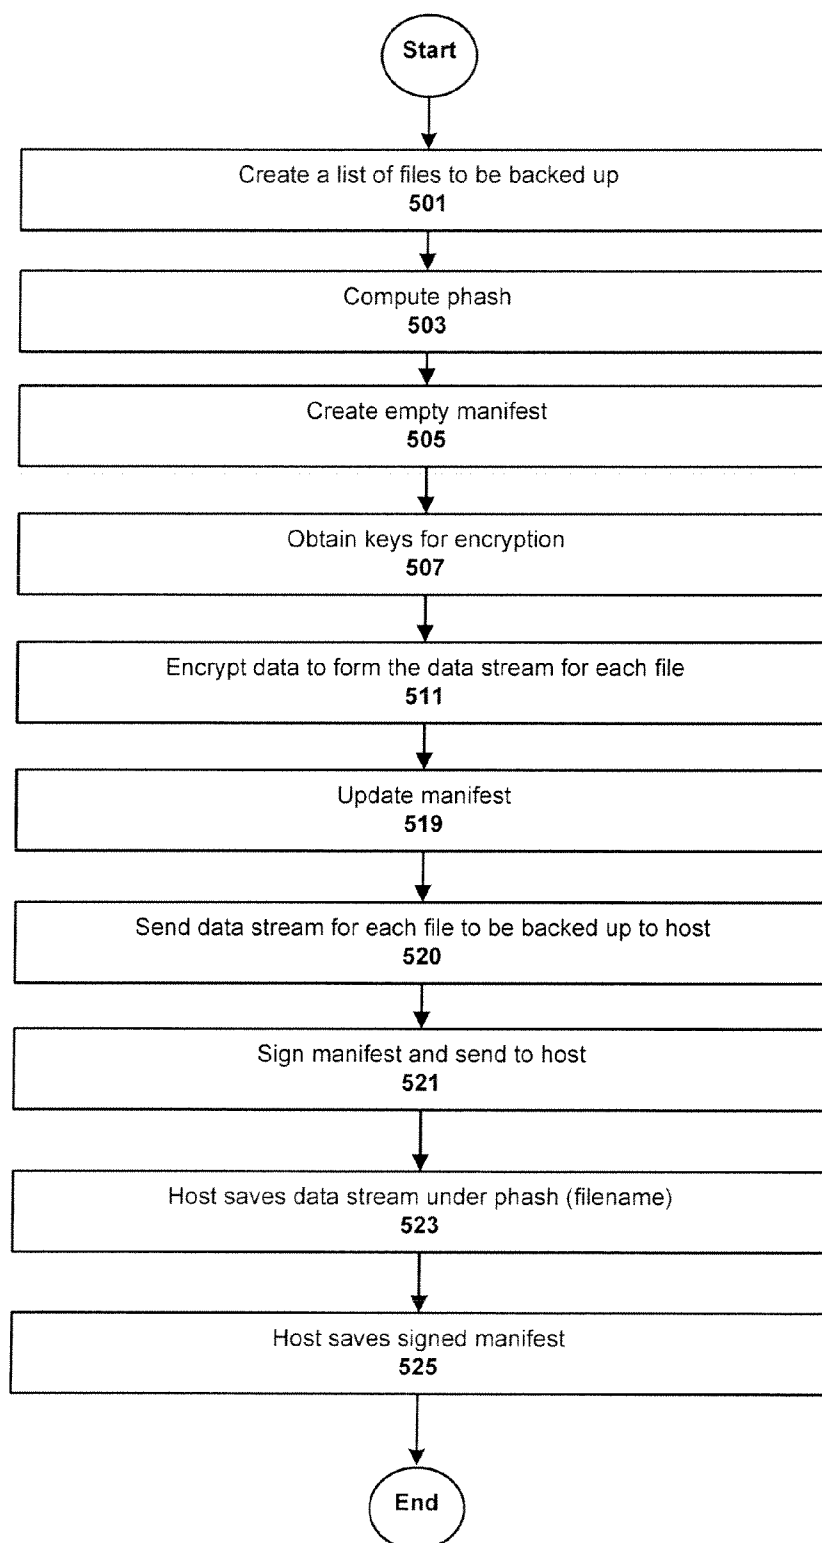 Start
Create a list of files to be backed up
501
Compute phash
503
Create empty manifest
505
Obtain keys for encryption
507
Encrypt data to form the data stream for each file
511
Update manifest
519
Send data stream for each file to be backed up to host
520
Sign manifest and send to host
521
Host saves data stream under phash (filename)
523
Host saves signed manifest
525
End